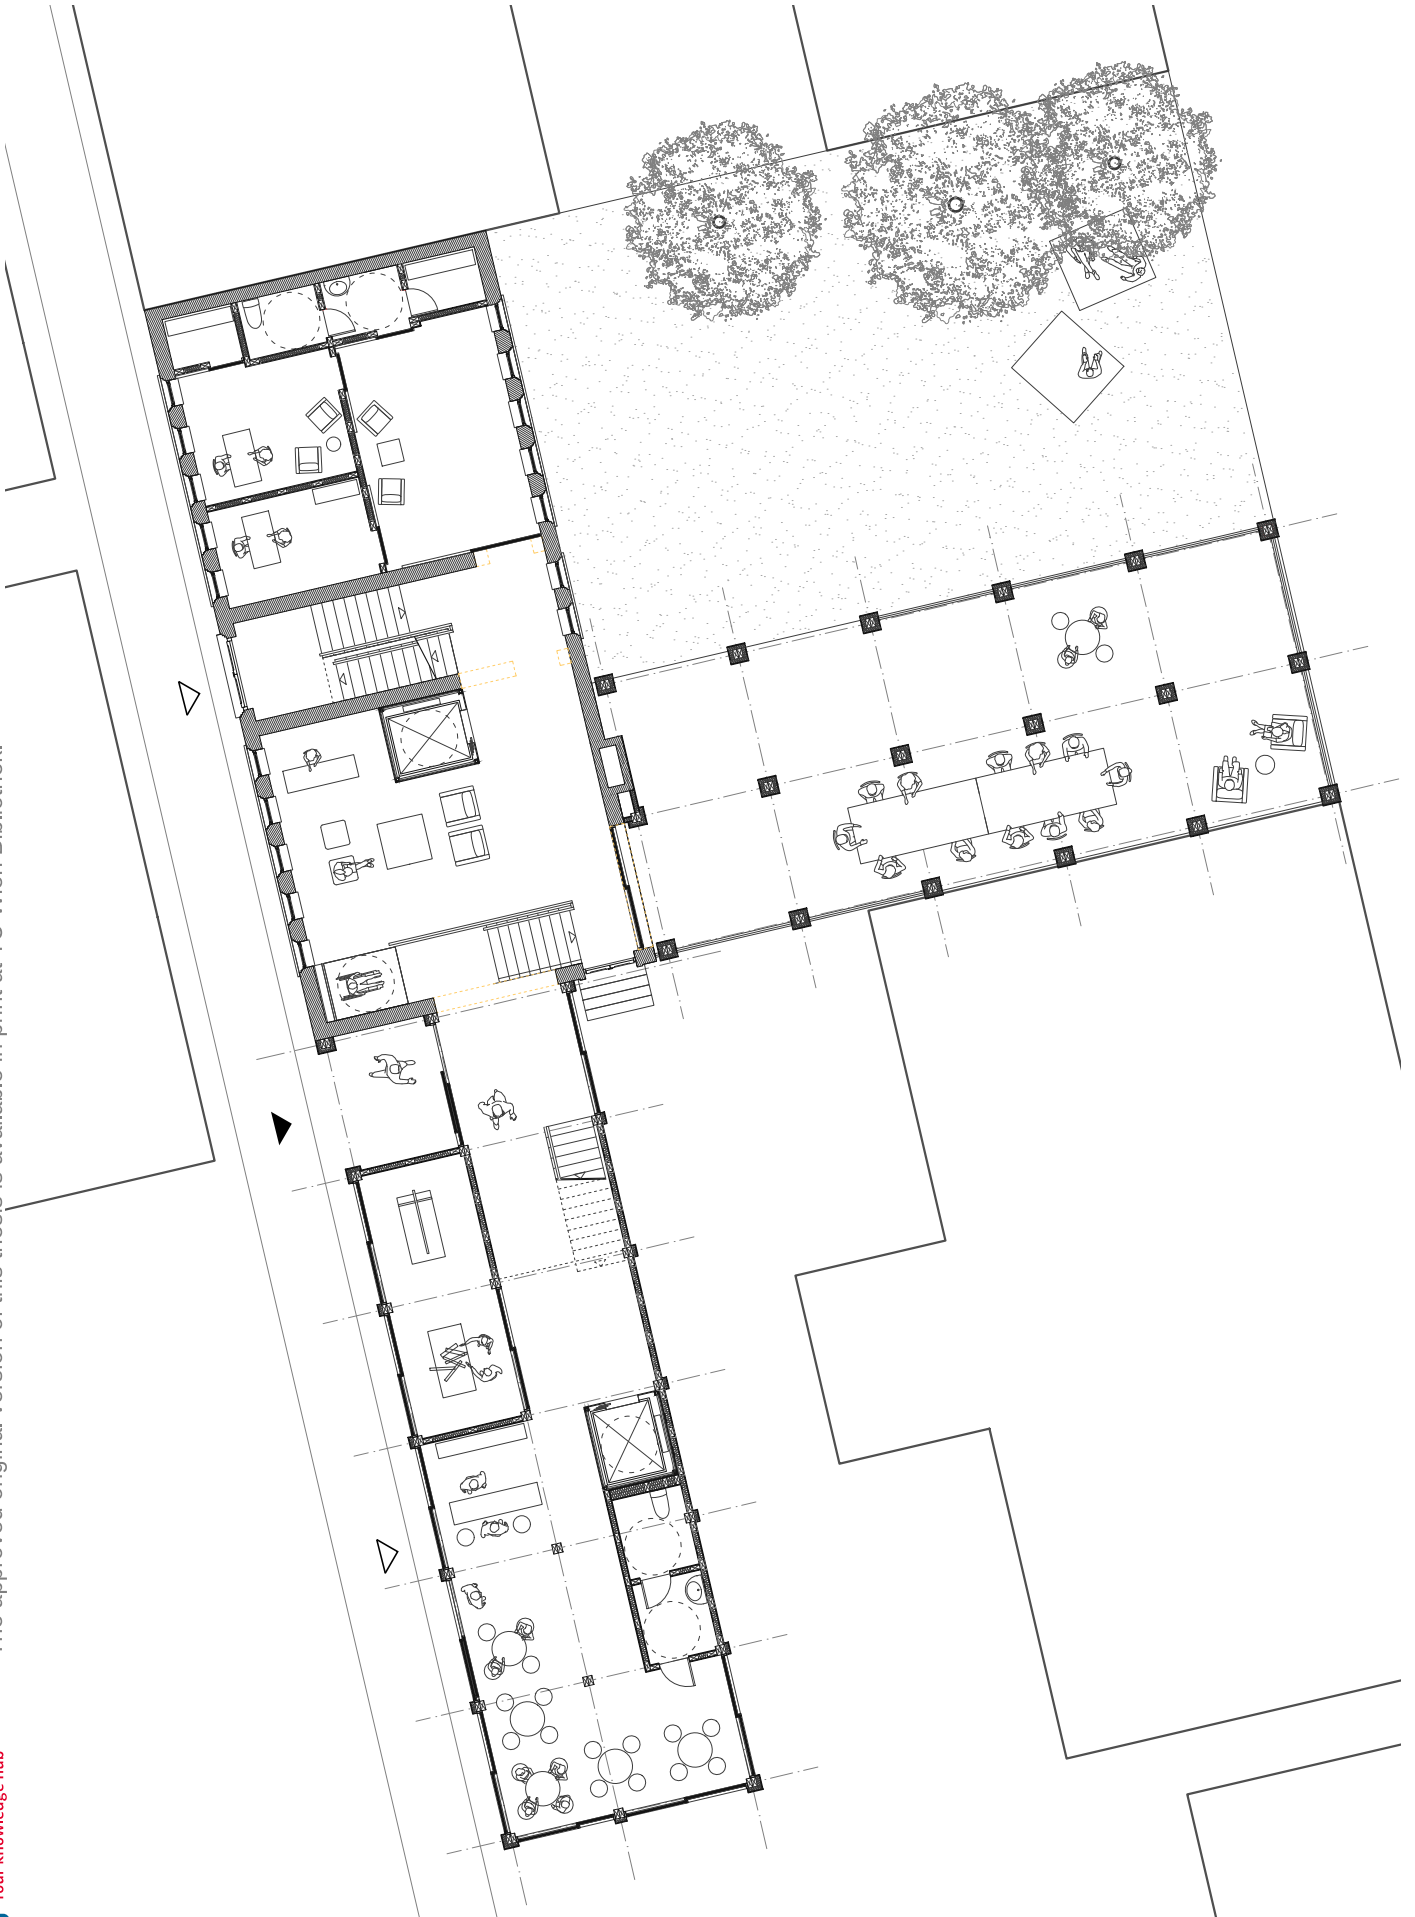 The approved original version of this thesis is available in print at TU Wien Bibliothek.
Your knowledge hub